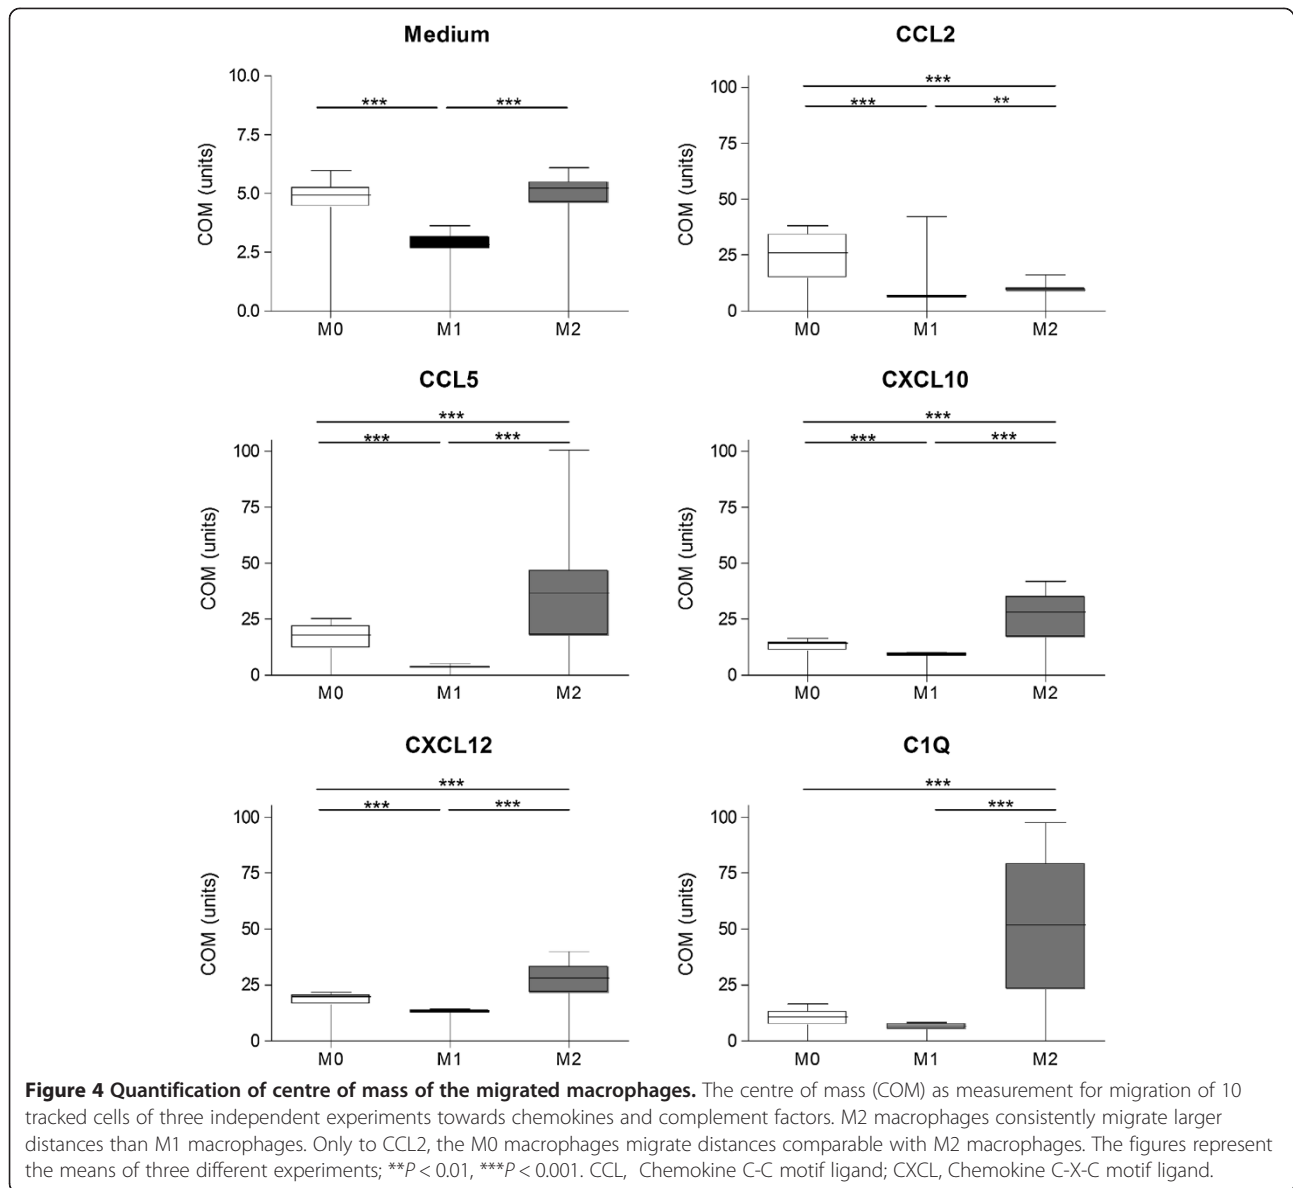 Medium
10.0
7.5
5.0
2.5
0.0
COM (units)
***
***
M0 M1 M2
CCL2
100
75
50
25
0
COM (units)
***
***
**
M0 M1 M2
CCL5
100
75
50
25
0
COM (units)
***
***
***
M0 M1 M2
CXCL10
100
75
50
25
0
COM (units)
***
***
***
M0 M1 M2
CXCL12
100
75
50
25
0
COM (units)
***
***
***
M0 M1 M2
C1Q
100
75
50
25
0
COM (units)
***
***
M0 M1 M2
Figure 4 Quantification of centre of mass of the migrated macrophages. The centre of mass (COM) as measurement for migration of 10
tracked cells of three independent experiments towards chemokines and complement factors. M2 macrophages consistently migrate larger
distances than M1 macrophages. Only to CCL2, the M0 macrophages migrate distances comparable with M2 macrophages. The figures represent
the means of three different experiments; **P < 0.01, ***P < 0.001. CCL, Chemokine C-C motif ligand; CXCL, Chemokine C-X-C motif ligand.